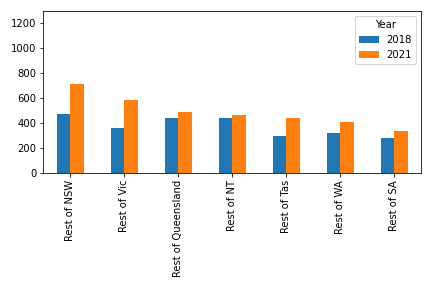 1200
1000
800
600
400
200
0
Year
2018
2021
Rest of NSW
Rest of Vic
Rest of Queensland
Rest of NT
Rest of Tas
Rest of WA
Rest of SA